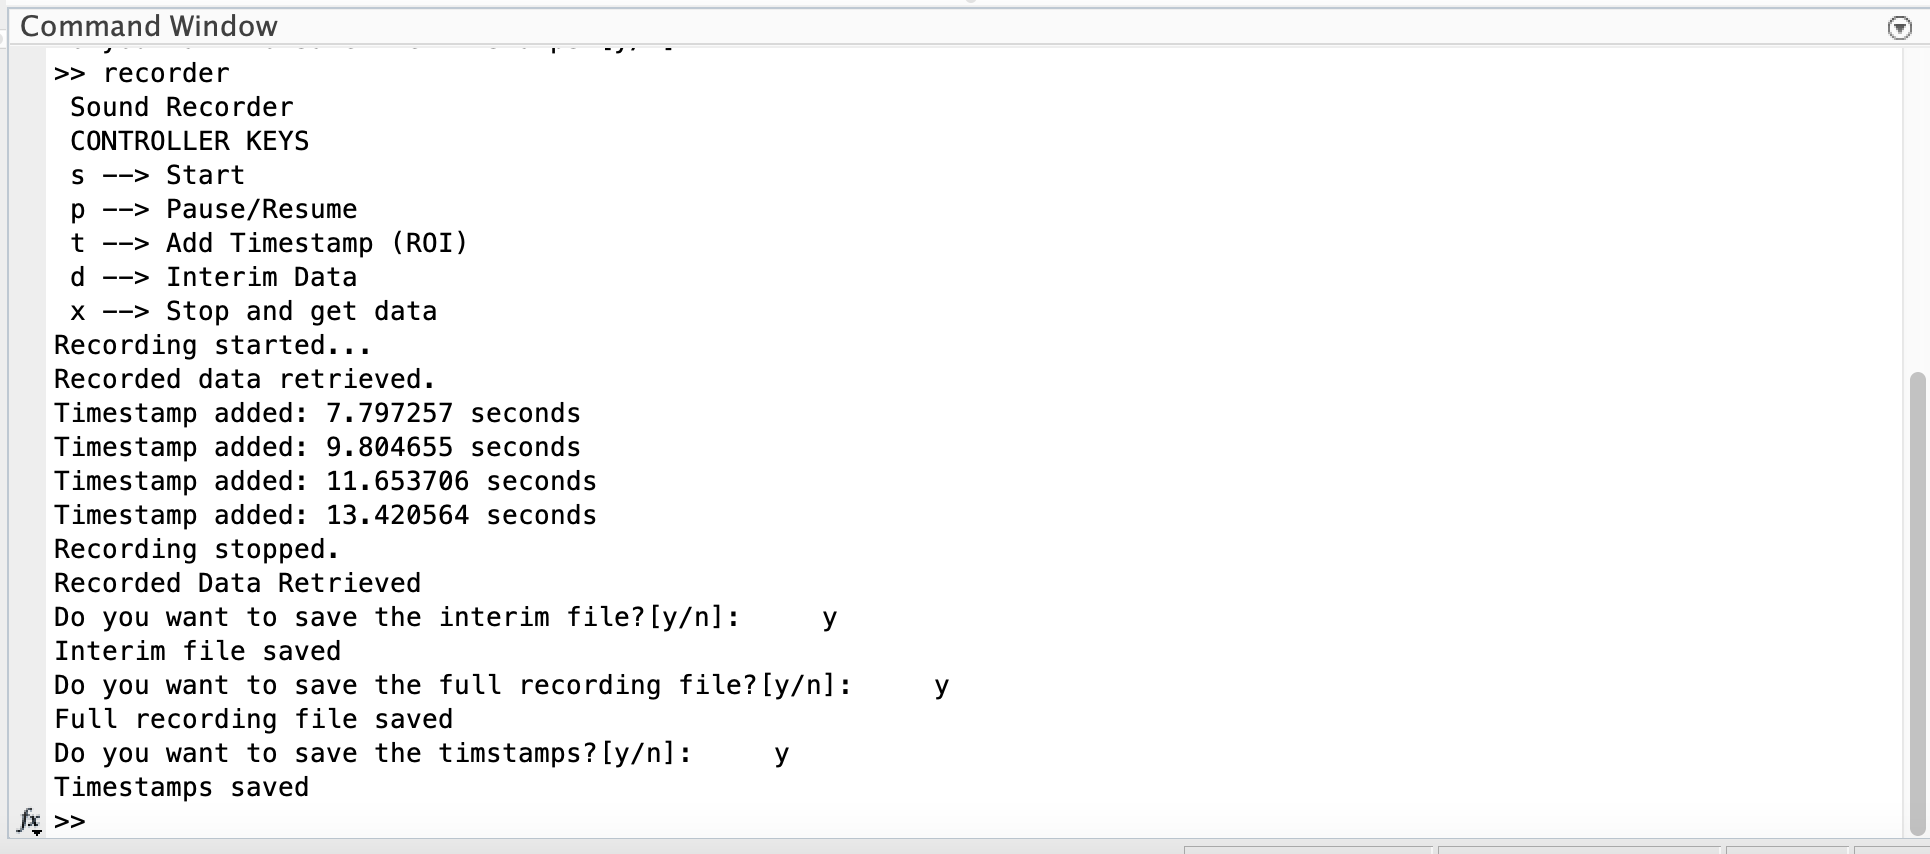 Command Window
>> recorder
Sound Recorder
CONTROLLER KEYS
s --> Start
p --> Pause/Resume
t --> Add Timestamp (ROI)
d --> Interim Data
x --> Stop and get data
Recording started...
Recorded data retrieved.
Timestamp added: 7.797257 seconds
Timestamp added: 9.804655 seconds
Timestamp added: 11.653706 seconds
Timestamp added: 13.420564 seconds
Recording stopped.
Recorded Data Retrieved
Do you want to save the interim file?[y/n]:     y
Interim file saved
Do you want to save the full recording file?[y/n]:     y
Full recording file saved
Do you want to save the timstamps?[y/n]:     y
Timestamps saved
fx >>